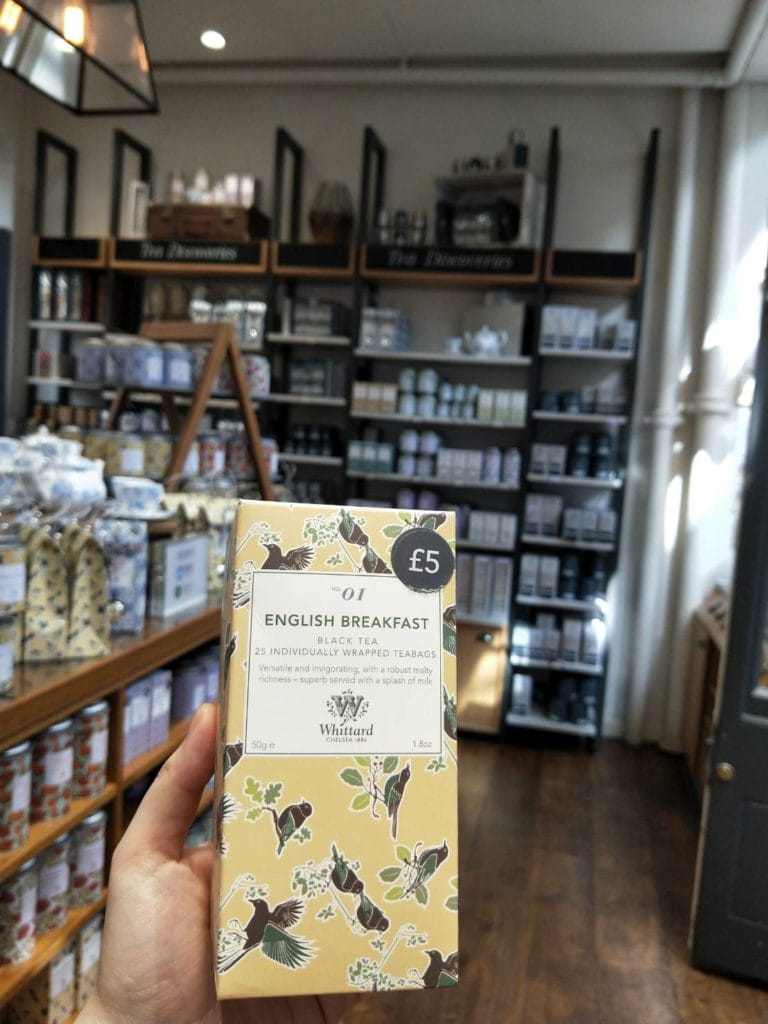 Tea Discoveries
Tea Discoveries
£5
NO. 01
ENGLISH BREAKFAST
BLACK TEA
25 INDIVIDUALLY WRAPPED TEABAGS
Versatile and invigorating, with a robust malty
richness – superb served with a splash of milk
W
Whittard
CHELSEA 1886
50g e
1.8oz